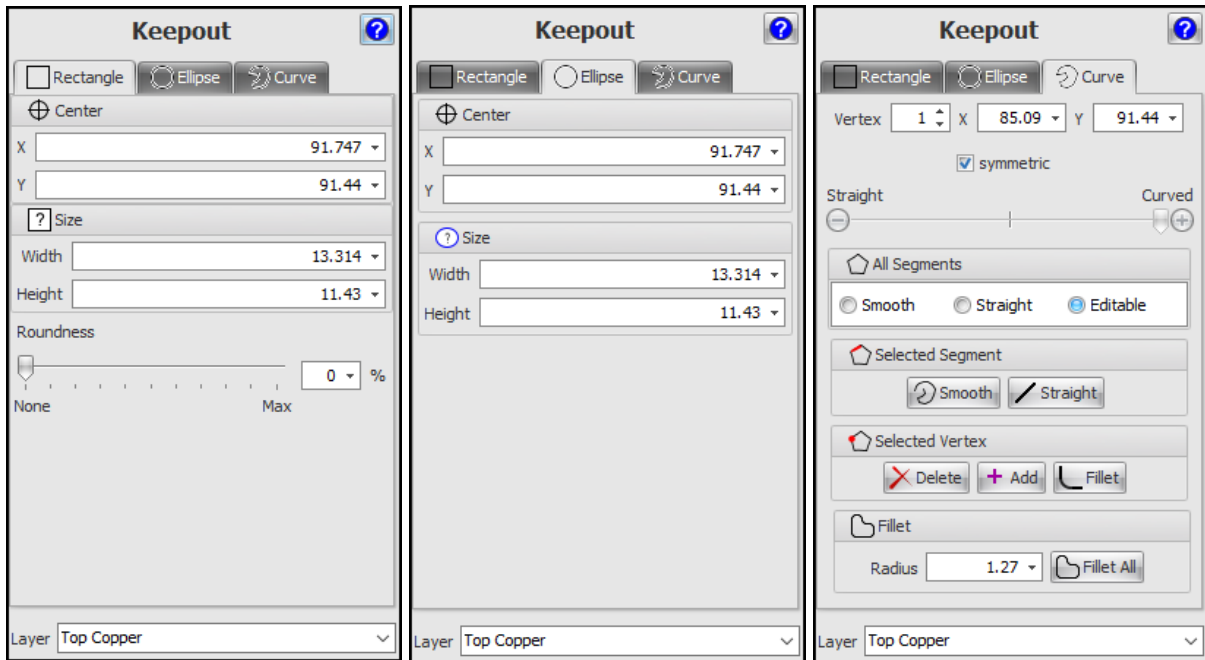 Keepout ?
Rectangle Ellipse Curve
Center
X 91.747
Y 91.44
? Size
Width 13.314
Height 11.43
Roundness
0 %
None Max
Layer Top Copper
Keepout ?
Rectangle Ellipse Curve
Center
X 91.747
Y 91.44
? Size
Width 13.314
Height 11.43
Layer Top Copper
Keepout ?
Rectangle Ellipse Curve
Vertex 1 X 85.09 Y 91.44
symmetric
Straight Curved
All Segments
Smooth Straight Editable
Selected Segment
Smooth Straight
Selected Vertex
Delete Add Fillet
Fillet
Radius 1.27 Fillet All
Layer Top Copper